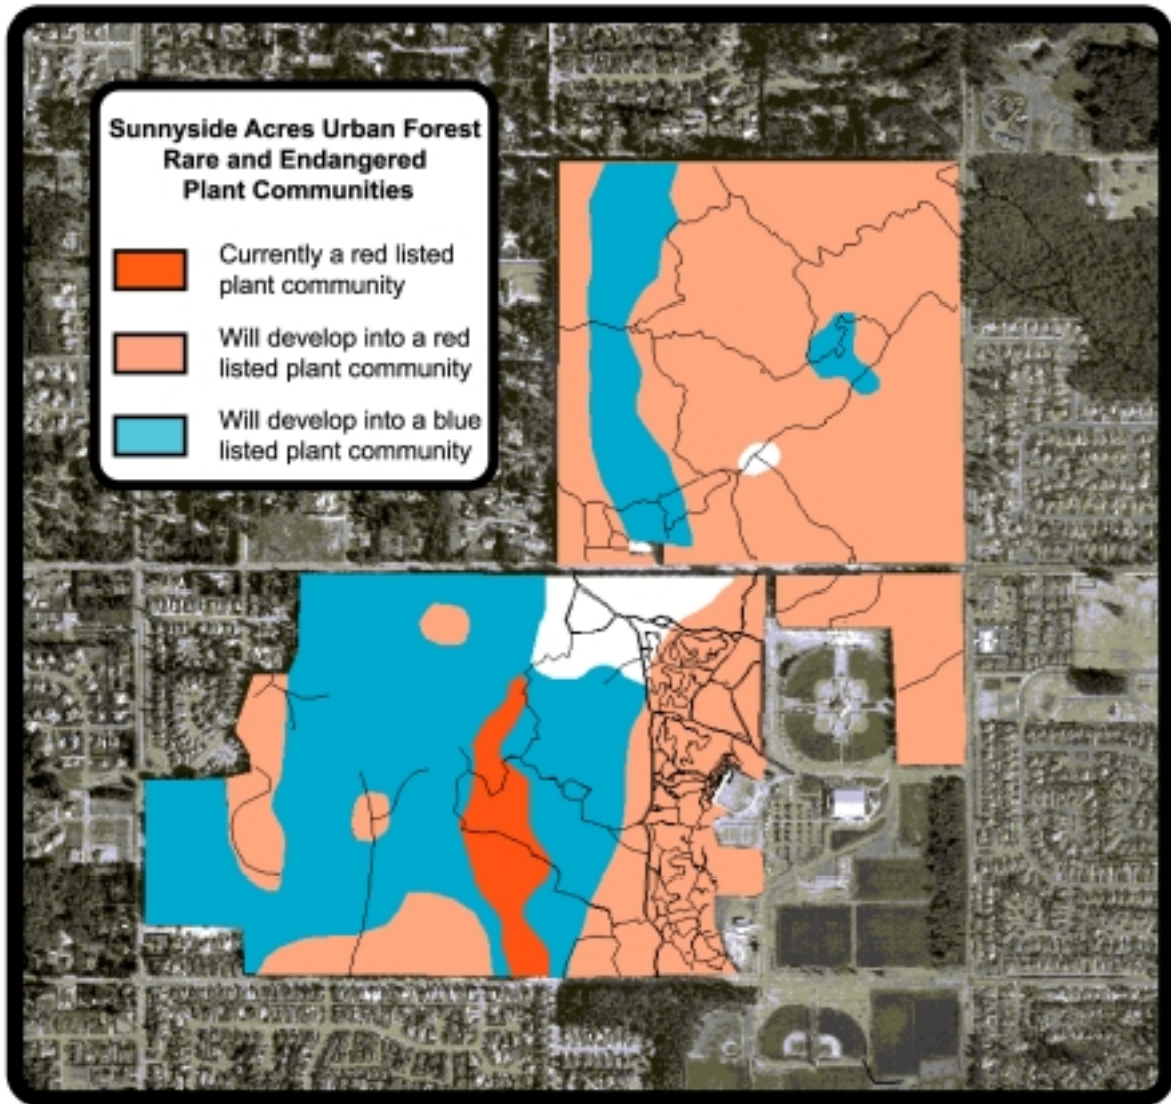 Sunnyside Acres Urban Forest
Rare and Endangered
Plant Communities
Currently a red listed
plant community
Will develop into a red
listed plant community
Will develop into a blue
listed plant community